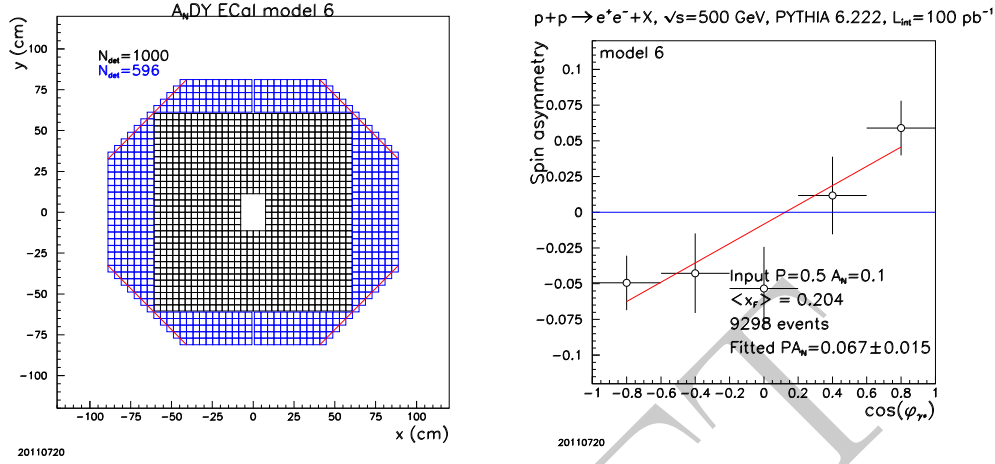 A_NDY ECal model 6
y (cm)
N_det=1000
N_det=596
100
75
50
25
0
−25
−50
−75
−100
−100 −75 −50 −25 0 25 50 75 100
x (cm)
20110720
p+p→e⁺e⁻+X, √s=500 GeV, PYTHIA 6.222, L_int=100 pb⁻¹
Spin asymmetry
model 6
0.1
0.075
0.05
0.025
0
−0.025
−0.05
−0.075
−0.1
Input P=0.5 A_N=0.1
<x_F> = 0.204
9298 events
Fitted PA_N=0.067±0.015
−1 −0.8 −0.6 −0.4 −0.2 0 0.2 0.4 0.6 0.8 1
cos(φ_γ*)
20110720